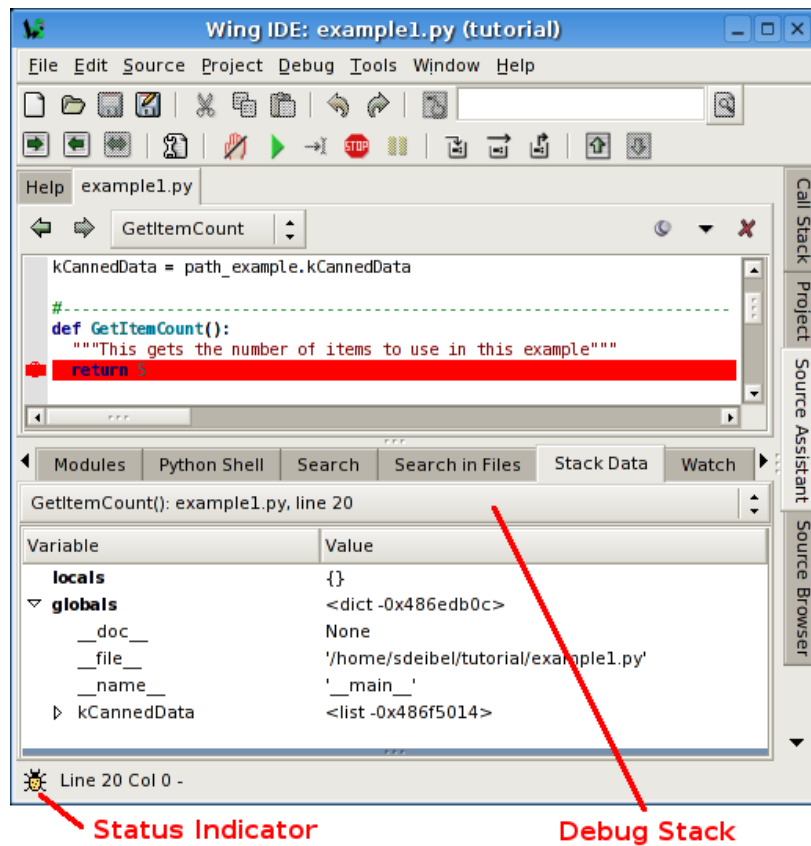 Wing IDE: example1.py (tutorial)
File Edit Source Project Debug Tools Window Help
STOP
Help example1.py
GetItemCount
kCannedData = path_example.kCannedData
#-----------------------------------------------------------------------
def GetItemCount():
"""This gets the number of items to use in this example"""
return 5
Modules Python Shell Search Search in Files Stack Data Watch
GetItemCount(): example1.py, line 20
Variable Value
locals {}
globals <dict -0x486edb0c>
__doc__ None
__file__ '/home/sdeibel/tutorial/example1.py'
__name__ '__main__'
kCannedData <list -0x486f5014>
Line 20 Col 0 -
Call Stack
Project
Source Assistant
Source Browser
Status Indicator
Debug Stack